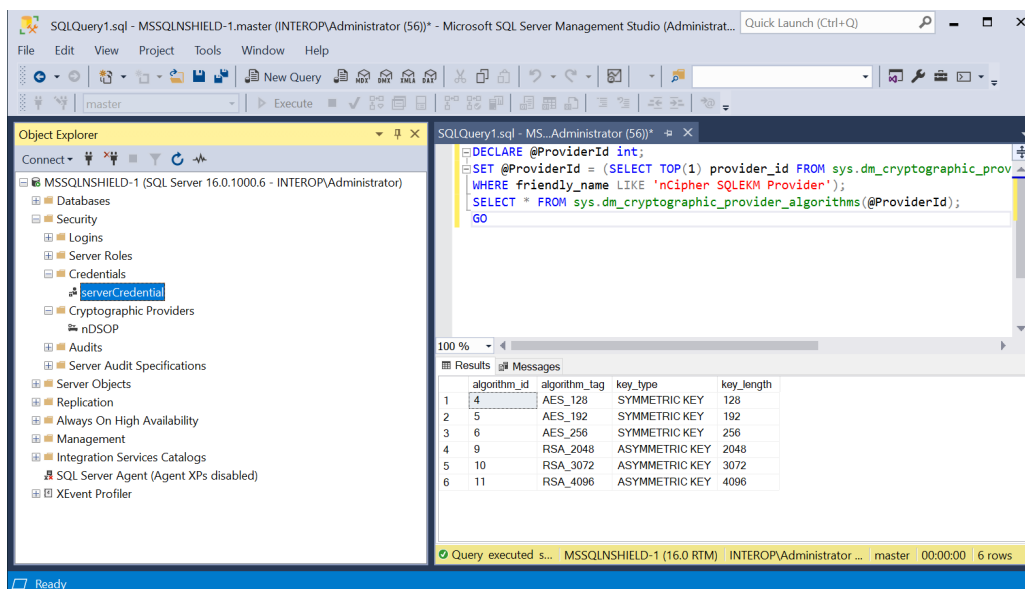 SQLQuery1.sql - MSSQLNSHIELD-1.master (INTEROP\Administrator (56))* - Microsoft SQL Server Management Studio (Administrat...
Quick Launch (Ctrl+Q)
File Edit View Project Tools Window Help
New Query MDX DMX XMLA DAX
master Execute
Object Explorer
Connect
MSSQLNSHIELD-1 (SQL Server 16.0.1000.6 - INTEROP\Administrator)
Databases
Security
Logins
Server Roles
Credentials
serverCredential
Cryptographic Providers
nDSOP
Audits
Server Audit Specifications
Server Objects
Replication
Always On High Availability
Management
Integration Services Catalogs
SQL Server Agent (Agent XPs disabled)
XEvent Profiler
SQLQuery1.sql - MS...Administrator (56))*
DECLARE @ProviderId int;
SET @ProviderId = (SELECT TOP(1) provider_id FROM sys.dm_cryptographic_prov
WHERE friendly_name LIKE 'nCipher SQLEKM Provider');
SELECT * FROM sys.dm_cryptographic_provider_algorithms(@ProviderId);
GO
100 %
Results Messages
algorithm_id algorithm_tag key_type key_length
1 4 AES_128 SYMMETRIC KEY 128
2 5 AES_192 SYMMETRIC KEY 192
3 6 AES_256 SYMMETRIC KEY 256
4 9 RSA_2048 ASYMMETRIC KEY 2048
5 10 RSA_3072 ASYMMETRIC KEY 3072
6 11 RSA_4096 ASYMMETRIC KEY 4096
Query executed s... MSSQLNSHIELD-1 (16.0 RTM) INTEROP\Administrator ... master 00:00:00 6 rows
Ready